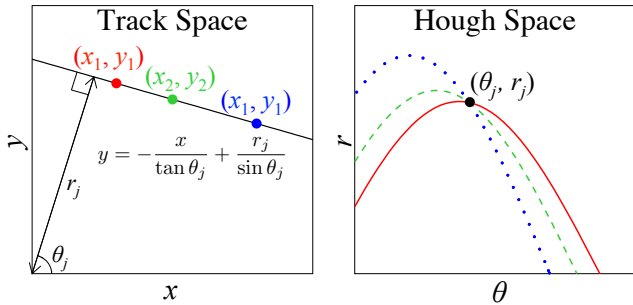 Track Space
(x₁, y₁)
(x₂, y₂)
(x₁, y₁)
y
y = − x / tan θⱼ + rⱼ / sin θⱼ
rⱼ
θⱼ
x
Hough Space
(θⱼ, rⱼ)
r
θ